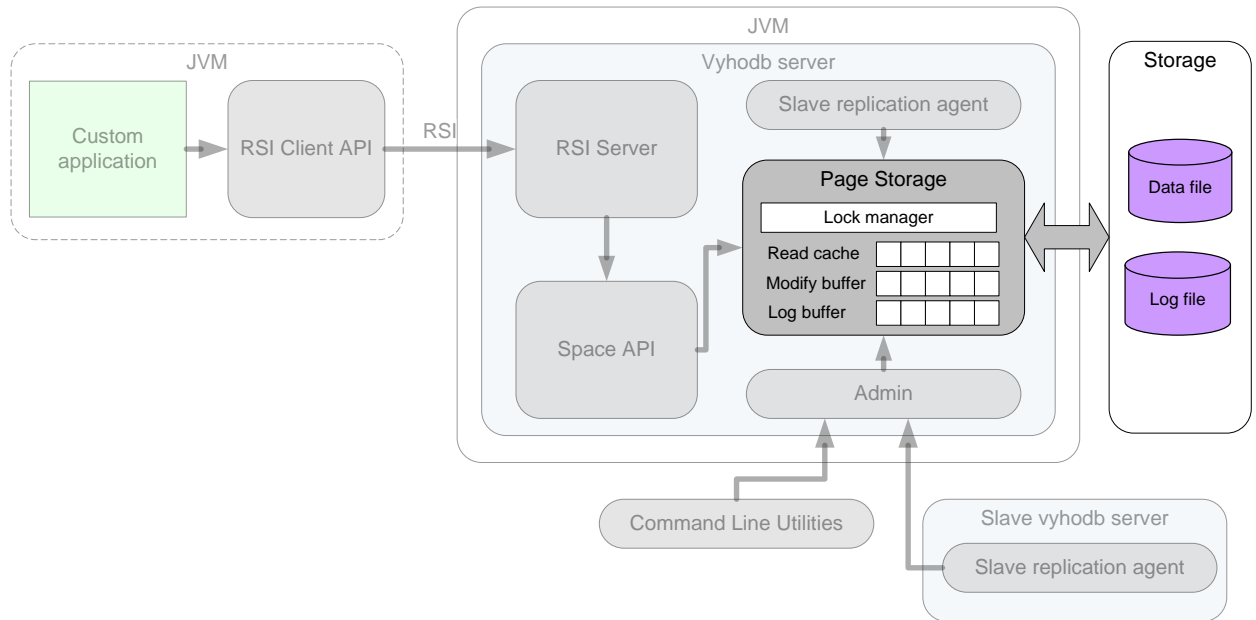 JVM
Custom
application
RSI Client API
RSI
JVM
Vyhodb server
RSI Server
Space API
Slave replication agent
Page Storage
Lock manager
Read cache
Modify buffer
Log buffer
Admin
Storage
Data file
Log file
Command Line Utilities
Slave vyhodb server
Slave replication agent